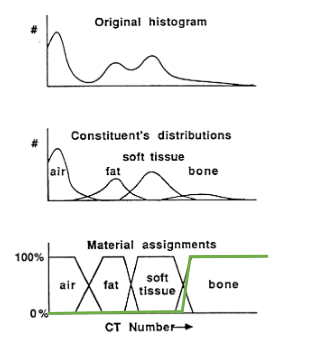 Original histogram
#
Constituent's distributions
#
soft tissue
air fat bone
Material assignments
100%
air fat soft tissue bone
0%
CT Number→